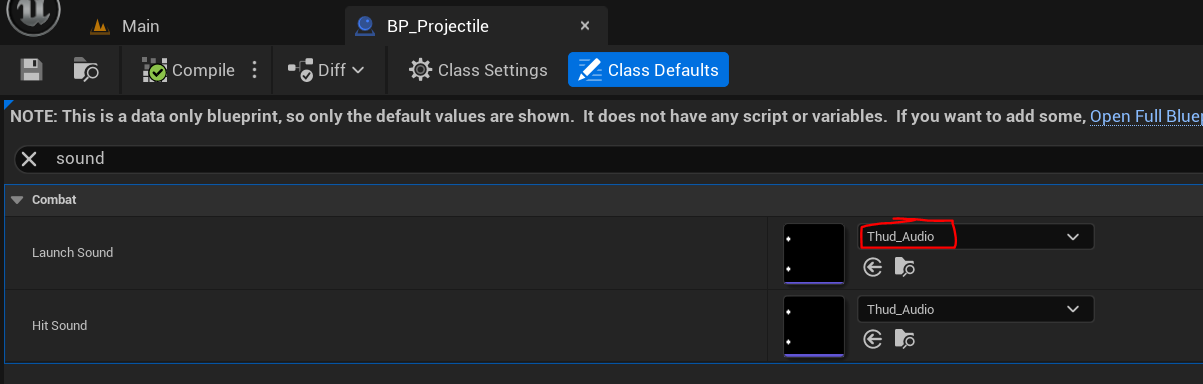 Main
BP_Projectile
Compile
Diff
Class Settings
Class Defaults
NOTE: This is a data only blueprint, so only the default values are shown. It does not have any script or variables. If you want to add some, Open Full Bluep
sound
Combat
Launch Sound
Thud_Audio
Hit Sound
Thud_Audio